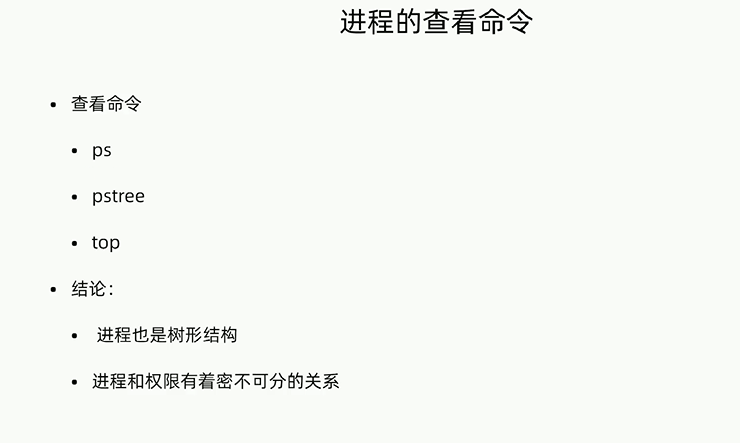 进程的查看命令
查看命令
ps
pstree
top
结论：
进程也是树形结构
进程和权限有着密不可分的关系